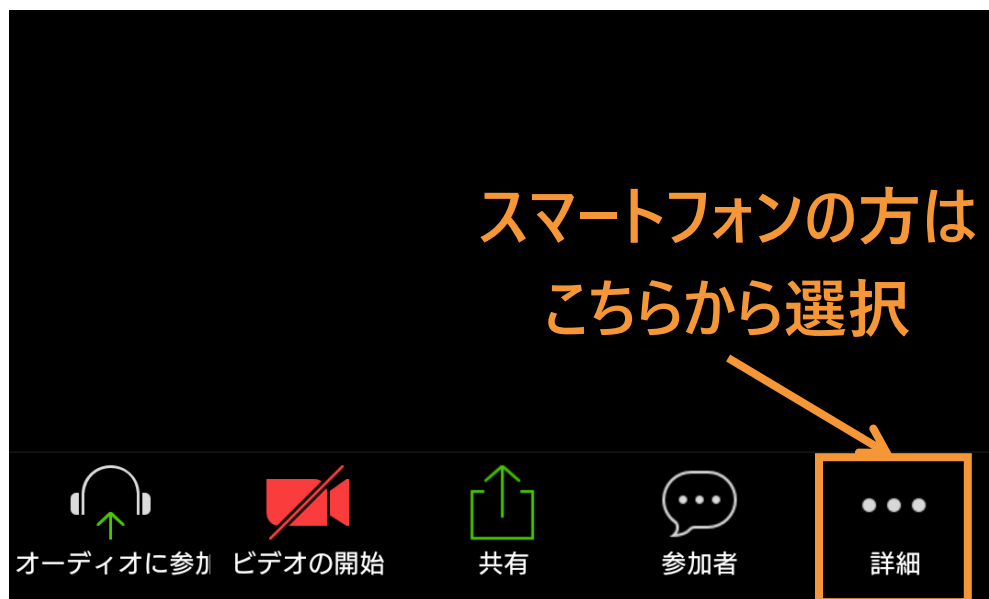 スマートフォンの方は
こちらから選択
オーディオに参加
ビデオの開始
共有
参加者
詳細